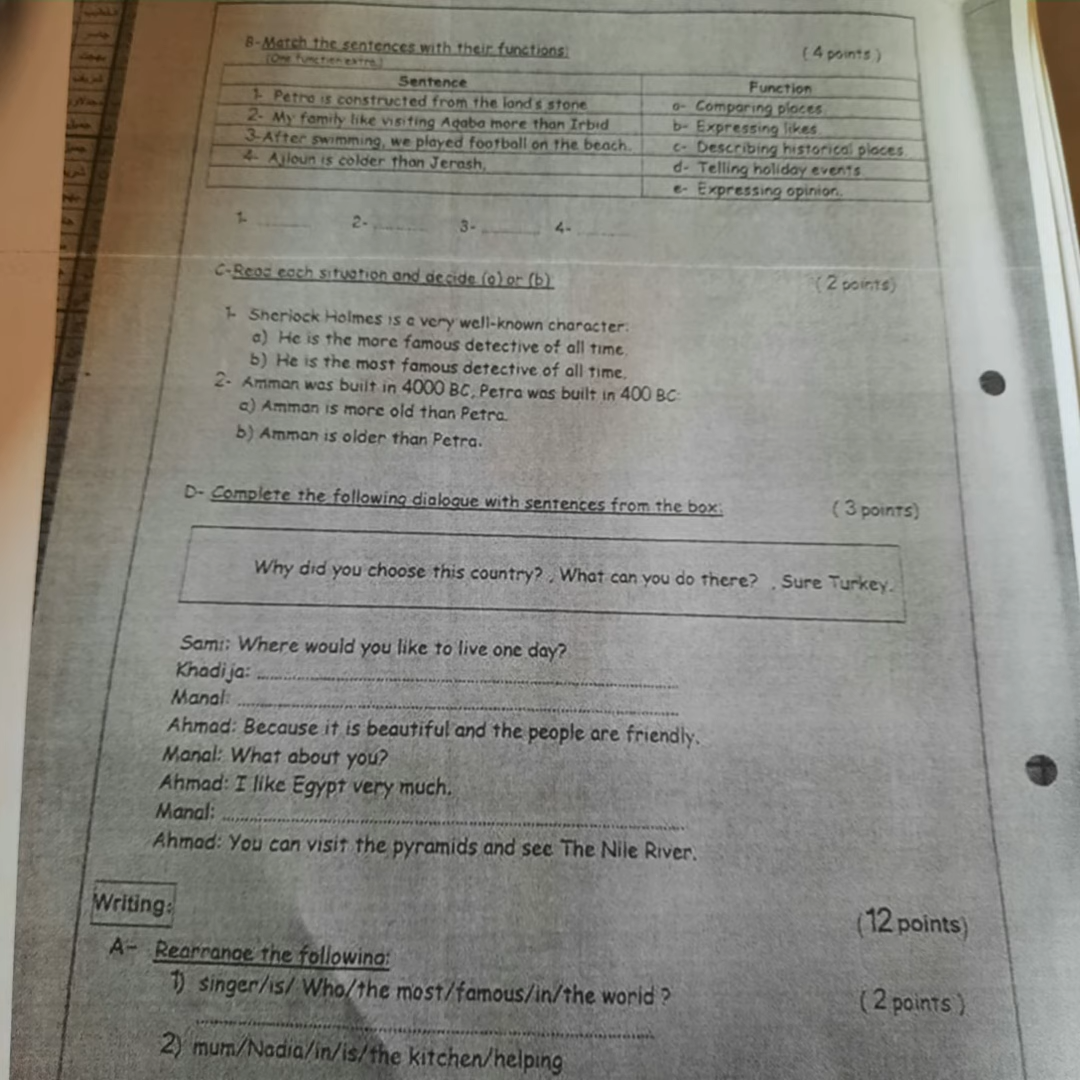 B-Match the sentences with their functions:
(4 points)
(One function extra)
Sentence
Function
1- Petra is constructed from the land's stone
a- Comparing places.
2- My family like visiting Aqaba more than Irbid
b- Expressing likes.
3-After swimming, we played football on the beach.
c- Describing historical places.
4- Ajloun is colder than Jerash.
d- Telling holiday events.
e- Expressing opinion.
1- ........ 2- ........ 3- ........ 4- ........
C-Read each situation and decide (a) or (b)
(2 points)
1- Sherlock Holmes is a very well-known character:
a) He is the more famous detective of all time.
b) He is the most famous detective of all time.
2- Amman was built in 4000 BC, Petra was built in 400 BC:
a) Amman is more old than Petra.
b) Amman is older than Petra.
D- Complete the following dialogue with sentences from the box:
(3 points)
Why did you choose this country? , What can you do there? , Sure Turkey.
Sami: Where would you like to live one day?
Khadija: ........................
Manal: ........................
Ahmad: Because it is beautiful and the people are friendly.
Manal: What about you?
Ahmad: I like Egypt very much.
Manal: ........................
Ahmad: You can visit the pyramids and see The Nile River.
Writing:
(12 points)
A- Rearrange the following:
1) singer/is/ Who/the most/famous/in/the world ?
(2 points)
2) mum/Nadia/in/is/the kitchen/helping